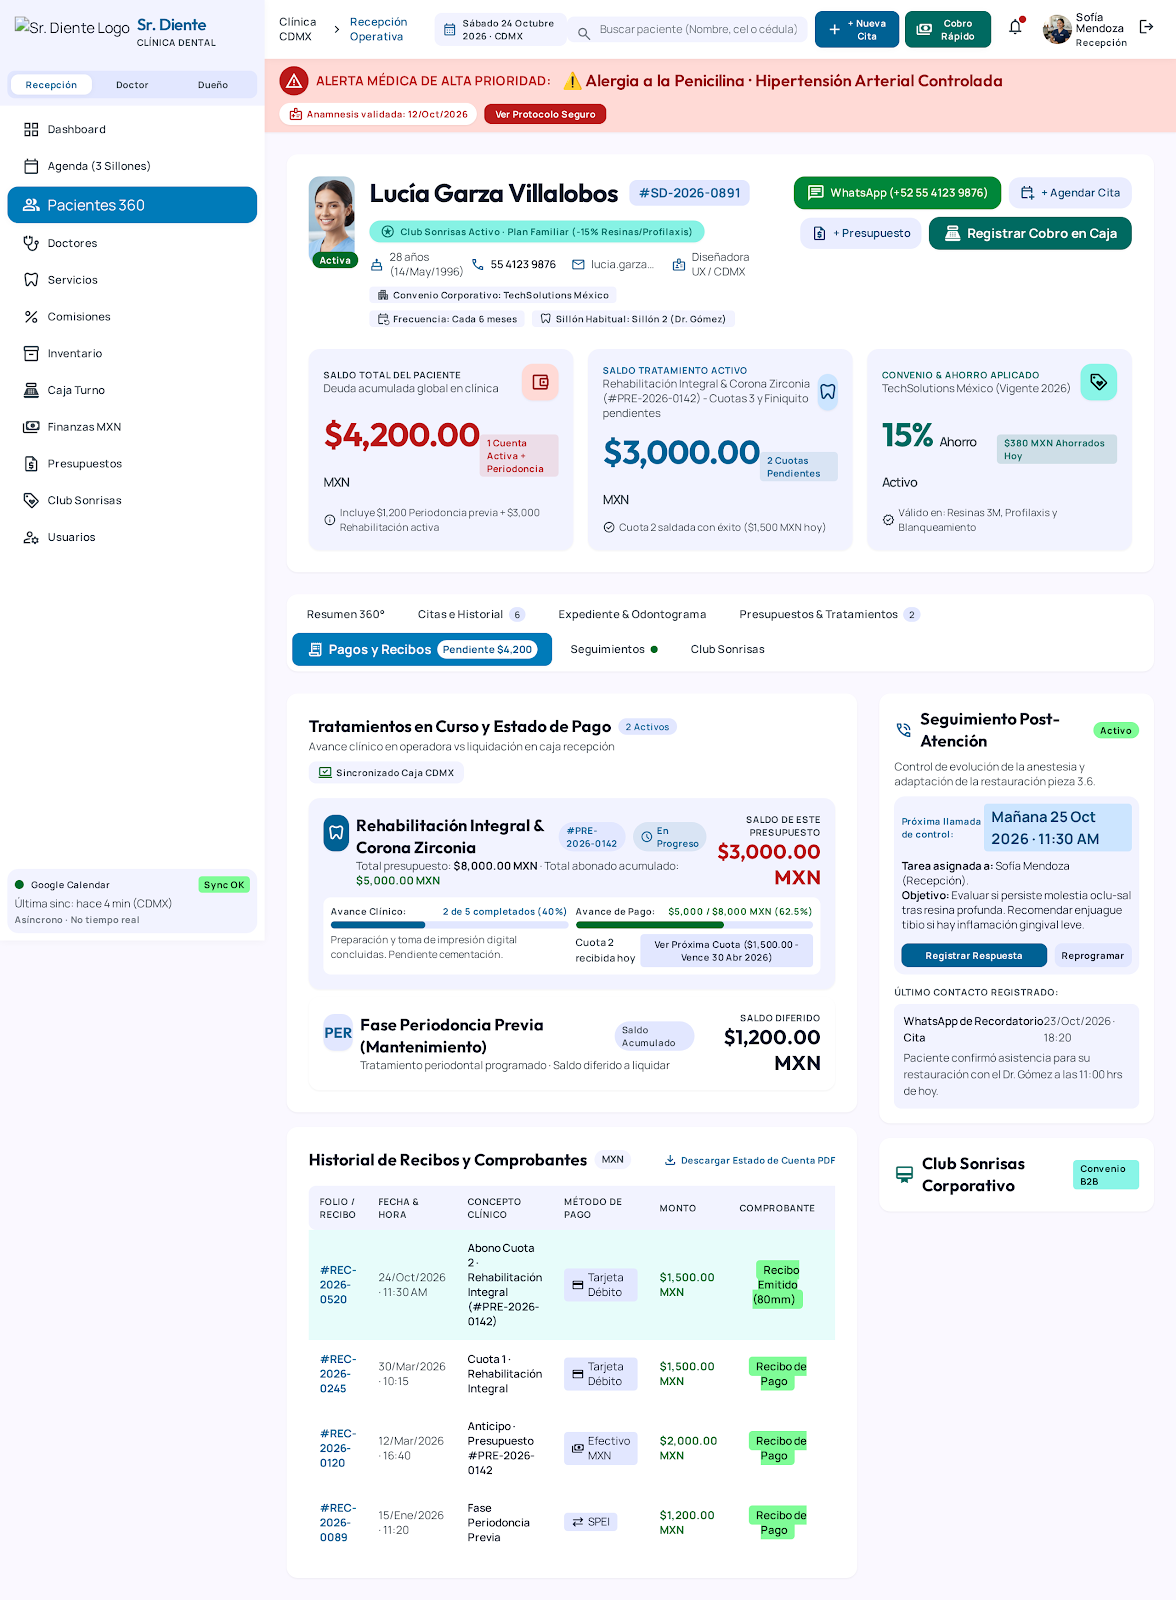 Sr. Diente Logo
Sr. Diente
CLÍNICA DENTAL
Recepción
Doctor
Dueño
Dashboard
Agenda (3 Sillones)
Pacientes 360
Doctores
Servicios
Comisiones
Inventario
Caja Turno
Finanzas MXN
Presupuestos
Club Sonrisas
Usuarios
Google Calendar
Sync OK
Última sinc: hace 4 min (CDMX)
Asíncrono · No tiempo real
Clínica
CDMX
Recepción
Operativa
Sábado 24 Octubre
2026 · CDMX
Buscar paciente (Nombre, cel o cédula)
+ Nueva
Cita
Cobro
Rápido
Sofía
Mendoza
Recepción
ALERTA MÉDICA DE ALTA PRIORIDAD:
⚠️ Alergia a la Penicilina · Hipertensión Arterial Controlada
Anamnesis validada: 12/Oct/2026
Ver Protocolo Seguro
Activa
Lucía Garza Villalobos
#SD-2026-0891
Club Sonrisas Activo · Plan Familiar (-15% Resinas/Profilaxis)
28 años
(14/May/1996)
55 4123 9876
lucia.garza...
Diseñadora
UX / CDMX
Convenio Corporativo: TechSolutions México
Frecuencia: Cada 6 meses
Sillón Habitual: Sillón 2 (Dr. Gómez)
WhatsApp (+52 55 4123 9876)
+ Agendar Cita
+ Presupuesto
Registrar Cobro en Caja
SALDO TOTAL DEL PACIENTE
Deuda acumulada global en clínica
$4,200.00
MXN
1 Cuenta
Activa +
Periodoncia
Incluye $1,200 Periodoncia previa + $3,000
Rehabilitación activa
SALDO TRATAMIENTO ACTIVO
Rehabilitación Integral & Corona Zirconia
(#PRE-2026-0142) - Cuotas 3 y Finiquito
pendientes
$3,000.00
MXN
2 Cuotas
Pendientes
Cuota 2 saldada con éxito ($1,500 MXN hoy)
CONVENIO & AHORRO APLICADO
TechSolutions México (Vigente 2026)
15% Ahorro
Activo
$380 MXN Ahorrados
Hoy
Válido en: Resinas 3M, Profilaxis y
Blanqueamiento
Resumen 360°
Citas e Historial 6
Expediente & Odontograma
Presupuestos & Tratamientos 2
Pagos y Recibos Pendiente $4,200
Seguimientos
Club Sonrisas
Tratamientos en Curso y Estado de Pago
2 Activos
Avance clínico en operadora vs liquidación en caja recepción
Sincronizado Caja CDMX
Rehabilitación Integral &
Corona Zirconia
#PRE-
2026-0142
En
Progreso
Total presupuesto: $8,000.00 MXN · Total abonado acumulado:
$5,000.00 MXN
SALDO DE ESTE
PRESUPUESTO
$3,000.00
MXN
Avance Clínico:
2 de 5 completados (40%)
Preparación y toma de impresión digital
concluidas. Pendiente cementación.
Avance de Pago:
$5,000 / $8,000 MXN (62.5%)
Cuota 2
recibida hoy
Ver Próxima Cuota ($1,500.00 -
Vence 30 Abr 2026)
PER
Fase Periodoncia Previa
(Mantenimiento)
Saldo
Acumulado
Tratamiento periodontal programado · Saldo diferido a liquidar
SALDO DIFERIDO
$1,200.00
MXN
Historial de Recibos y Comprobantes
MXN
Descargar Estado de Cuenta PDF
FOLIO /
RECIBO
FECHA &
HORA
CONCEPTO
CLÍNICO
MÉTODO DE
PAGO
MONTO
COMPROBANTE
#REC-
2026-
0520
24/Oct/2026
· 11:30 AM
Abono Cuota
2 ·
Rehabilitación
Integral
(#PRE-2026-
0142)
Tarjeta
Débito
$1,500.00
MXN
Recibo
Emitido
(80mm)
#REC-
2026-
0245
30/Mar/2026
· 10:15
Cuota 1 ·
Rehabilitación
Integral
Tarjeta
Débito
$1,500.00
MXN
Recibo de
Pago
#REC-
2026-
0120
12/Mar/2026
· 16:40
Anticipo ·
Presupuesto
#PRE-2026-
0142
Efectivo
MXN
$2,000.00
MXN
Recibo de
Pago
#REC-
2026-
0089
15/Ene/2026
· 11:20
Fase
Periodoncia
Previa
SPEI
$1,200.00
MXN
Recibo de
Pago
Seguimiento Post-
Atención
Activo
Control de evolución de la anestesia y
adaptación de la restauración pieza 3.6.
Próxima llamada
de control:
Mañana 25 Oct
2026 · 11:30 AM
Tarea asignada a: Sofía Mendoza
(Recepción).
Objetivo: Evaluar si persiste molestia oclu-sal
tras resina profunda. Recomendar enjuague
tibio si hay inflamación gingival leve.
Registrar Respuesta
Reprogramar
ÚLTIMO CONTACTO REGISTRADO:
WhatsApp de Recordatorio
Cita
23/Oct/2026 ·
18:20
Paciente confirmó asistencia para su
restauración con el Dr. Gómez a las 11:00 hrs
de hoy.
Club Sonrisas
Corporativo
Convenio
B2B